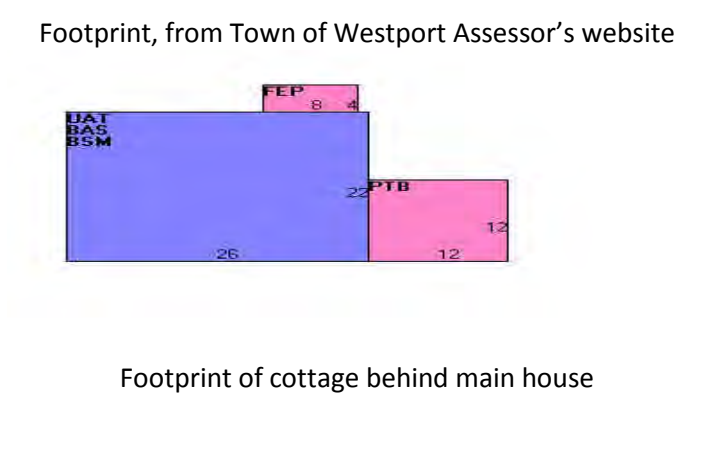 Footprint, from Town of Westport Assessor’s website
FEP
8 4
UAT
BAS
BSM
22
PTB
12
26
12
Footprint of cottage behind main house